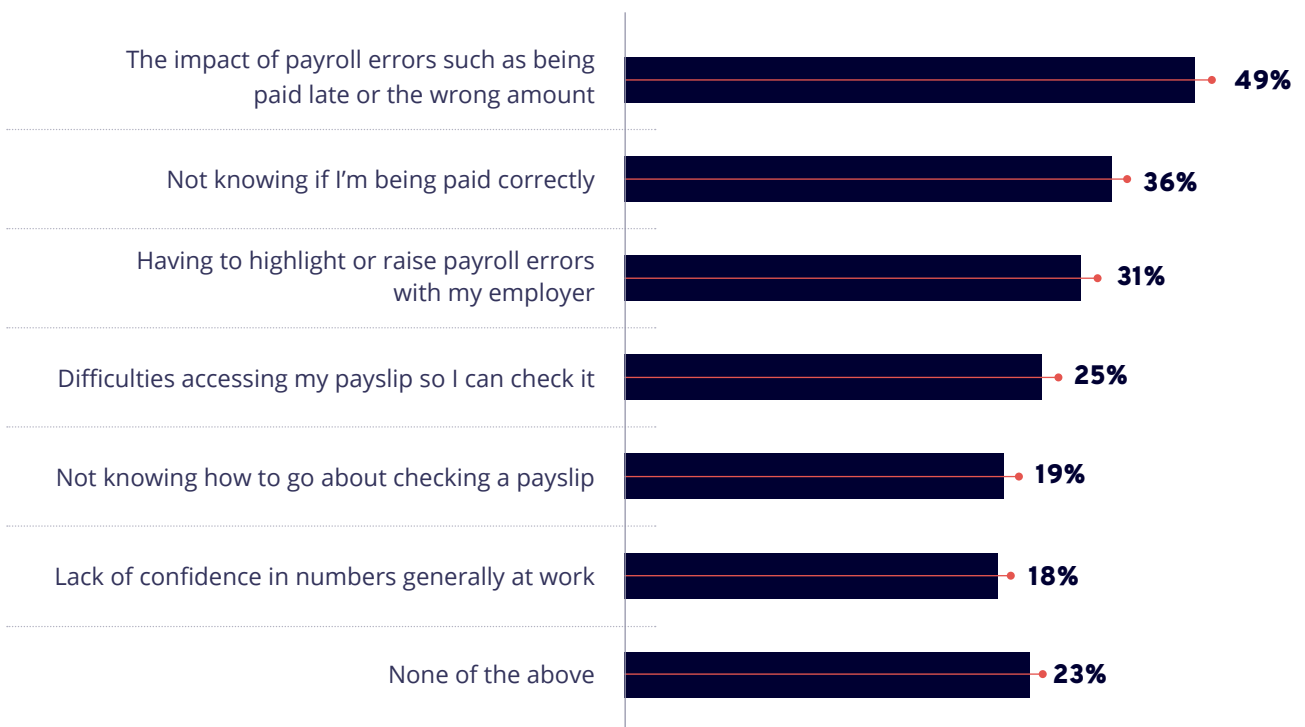 The impact of payroll errors such as being
paid late or the wrong amount
49%
Not knowing if I’m being paid correctly
36%
Having to highlight or raise payroll errors
with my employer
31%
Difficulties accessing my payslip so I can check it
25%
Not knowing how to go about checking a payslip
19%
Lack of confidence in numbers generally at work
18%
None of the above
23%